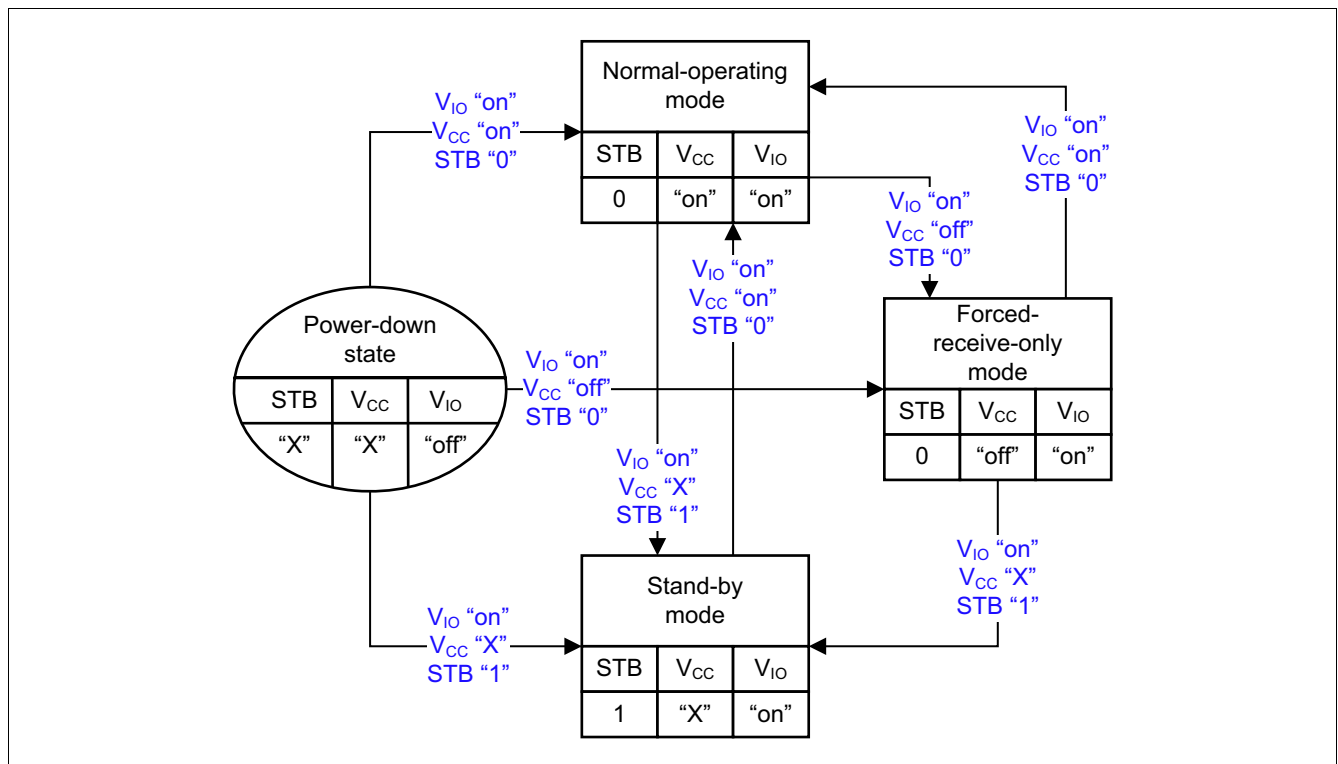 Normal-operating
mode
STB VCC VIO
0 “on” “on”
VIO “on”
VCC “on”
STB “0”
VIO “on”
VCC “on”
STB “0”
VIO “on”
VCC “off”
STB “0”
VIO “on”
VCC “on”
STB “0”
Power-down
state
STB VCC VIO
“X” “X” “off”
VIO “on”
VCC “off”
STB “0”
Forced-
receive-only
mode
STB VCC VIO
0 “off” “on”
VIO “on”
VCC “X”
STB “1”
VIO “on”
VCC “X”
STB “1”
VIO “on”
VCC “X”
STB “1”
Stand-by
mode
STB VCC VIO
1 “X” “on”